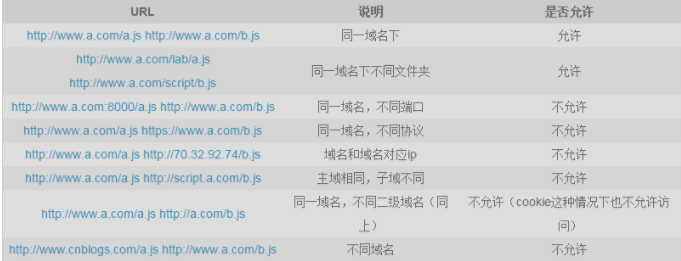 URL 说明 是否允许
http://www.a.com/a.js http://www.a.com/b.js 同一域名下 允许
http://www.a.com/lab/a.js
http://www.a.com/script/b.js 同一域名下不同文件夹 允许
http://www.a.com:8000/a.js http://www.a.com/b.js 同一域名，不同端口 不允许
http://www.a.com/a.js https://www.a.com/b.js 同一域名，不同协议 不允许
http://www.a.com/a.js http://70.32.92.74/b.js 域名和域名对应ip 不允许
http://www.a.com/a.js http://script.a.com/b.js 主域相同，子域不同 不允许
http://www.a.com/a.js http://a.com/b.js 同一域名，不同二级域名（同
上） 不允许（cookie这种情况下也不允许访
问）
http://www.cnblogs.com/a.js http://www.a.com/b.js 不同域名 不允许